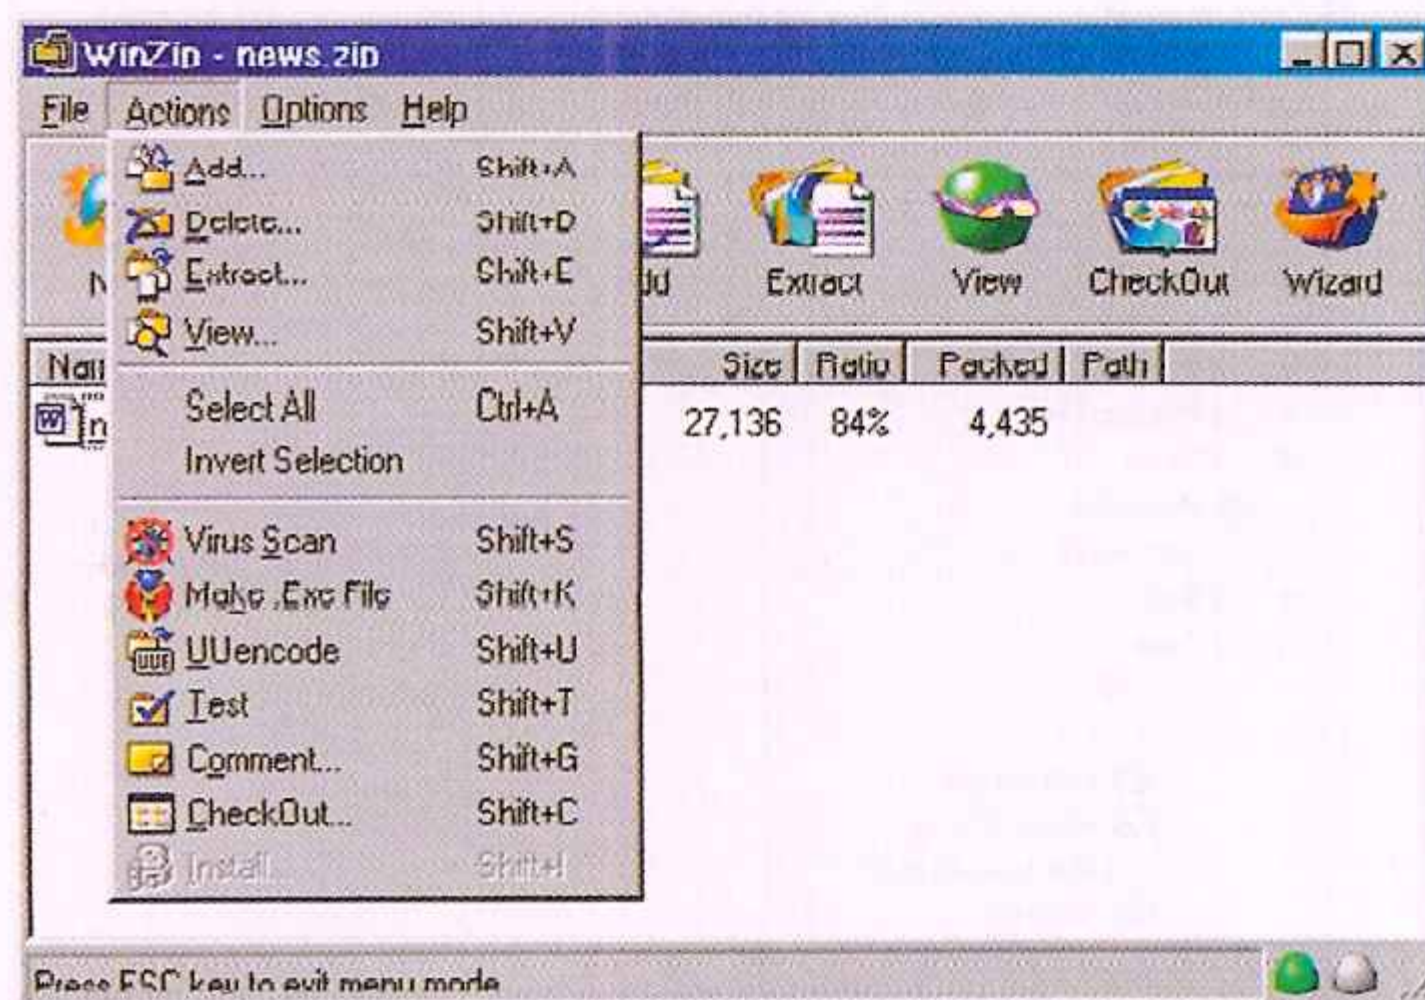 WinZip - news.zip
File Actions Options Help
Add... Shift+A
Delete... Shift+D
Extract... Shift+E
View... Shift+V
Select All Ctrl+A
Invert Selection
Virus Scan Shift+S
Make .Exe File Shift+K
UUencode Shift+U
Test Shift+T
Comment... Shift+G
CheckOut... Shift+C
Install... Shift+I
Extract View CheckOut Wizard
Size Ratio Packed Path
27,136 84% 4,435
Press ESC key to exit menu mode